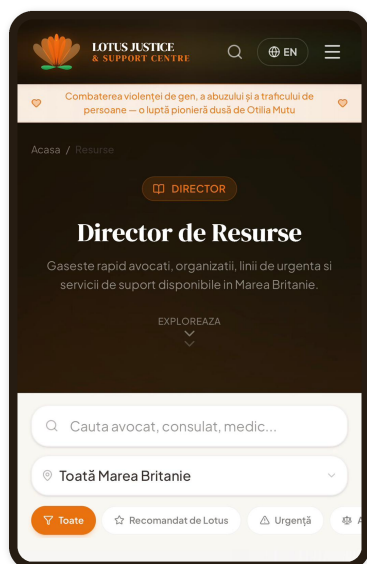 LOTUS JUSTICE
& SUPPORT CENTRE
EN
Combaterea violenței de gen, a abuzului și a traficului de
persoane — o luptă pionieră dusă de Otilia Mutu
Acasa / Resurse
DIRECTOR
Director de Resurse
Gaseste rapid avocati, organizatii, linii de urgenta si
servicii de suport disponibile in Marea Britanie.
EXPLOREAZA
Cauta avocat, consulat, medic...
Toată Marea Britanie
Toate
Recomandat de Lotus
Urgență